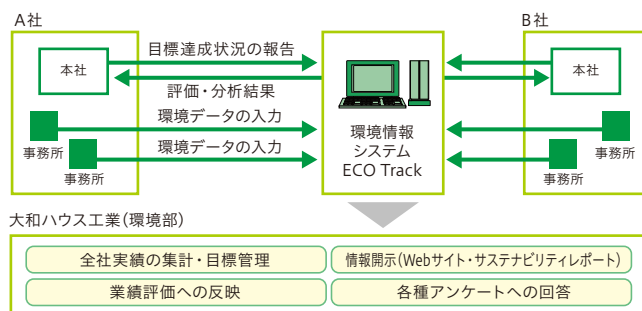 A社
B社
本社
目標達成状況の報告
評価・分析結果
環境データの入力
環境データの入力
事務所
事務所
環境情報
システム
ECO Track
本社
事務所
事務所
大和ハウス工業(環境部)
全社実績の集計・目標管理
情報開示(Webサイト・サステナビリティレポート)
業績評価への反映
各種アンケートへの回答